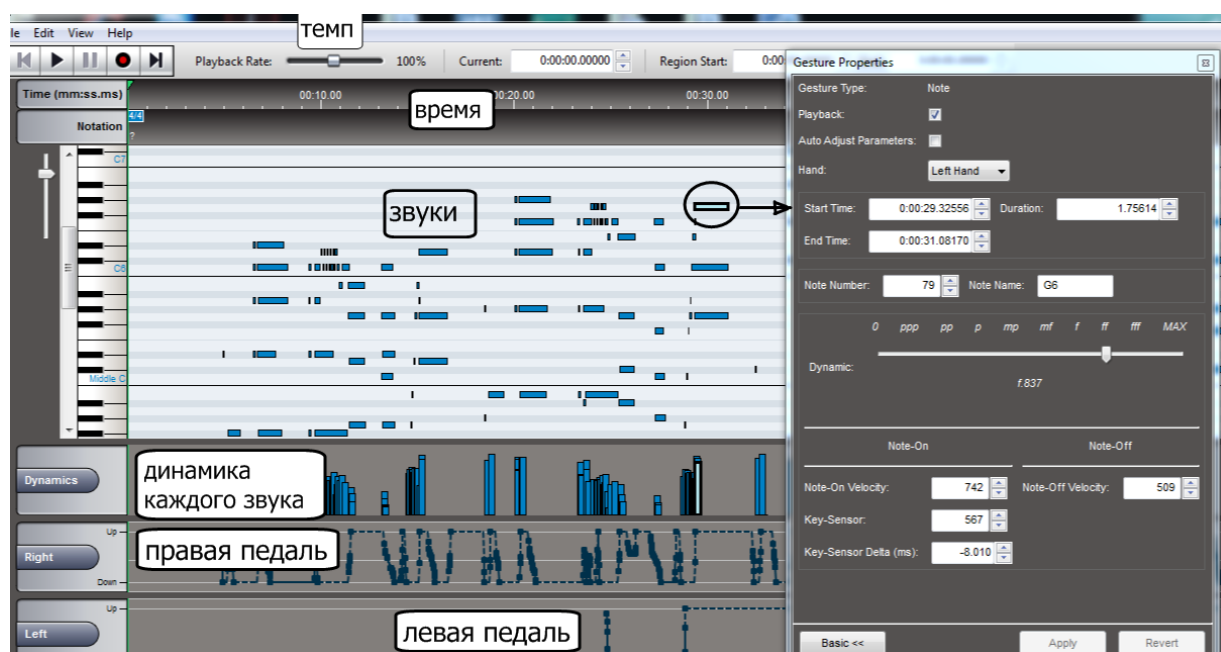 темп
le Edit View Help
Playback Rate: 100% Current: 0:00:00.00000 Region Start: 0:00
Time (mm:ss.ms) 00:10.00 00:20.00 00:30.00
время
Notation 4/4
?
C7
звуки
C6
Middle C
Dynamics
динамика
каждого звука
Up
Right
правая педаль
Down
Up
Left
левая педаль
Gesture Properties
Gesture Type: Note
Playback:
Auto Adjust Parameters:
Hand: Left Hand
Start Time: 0:00:29.32556 Duration: 1.75614
End Time: 0:00:31.08170
Note Number: 79 Note Name: G6
0 ppp pp p mp mf f ff fff MAX
Dynamic:
f.837
Note-On Note-Off
Note-On Velocity: 742 Note-Off Velocity: 509
Key-Sensor: 567
Key-Sensor Delta (ms): -8.010
Basic << Apply Revert